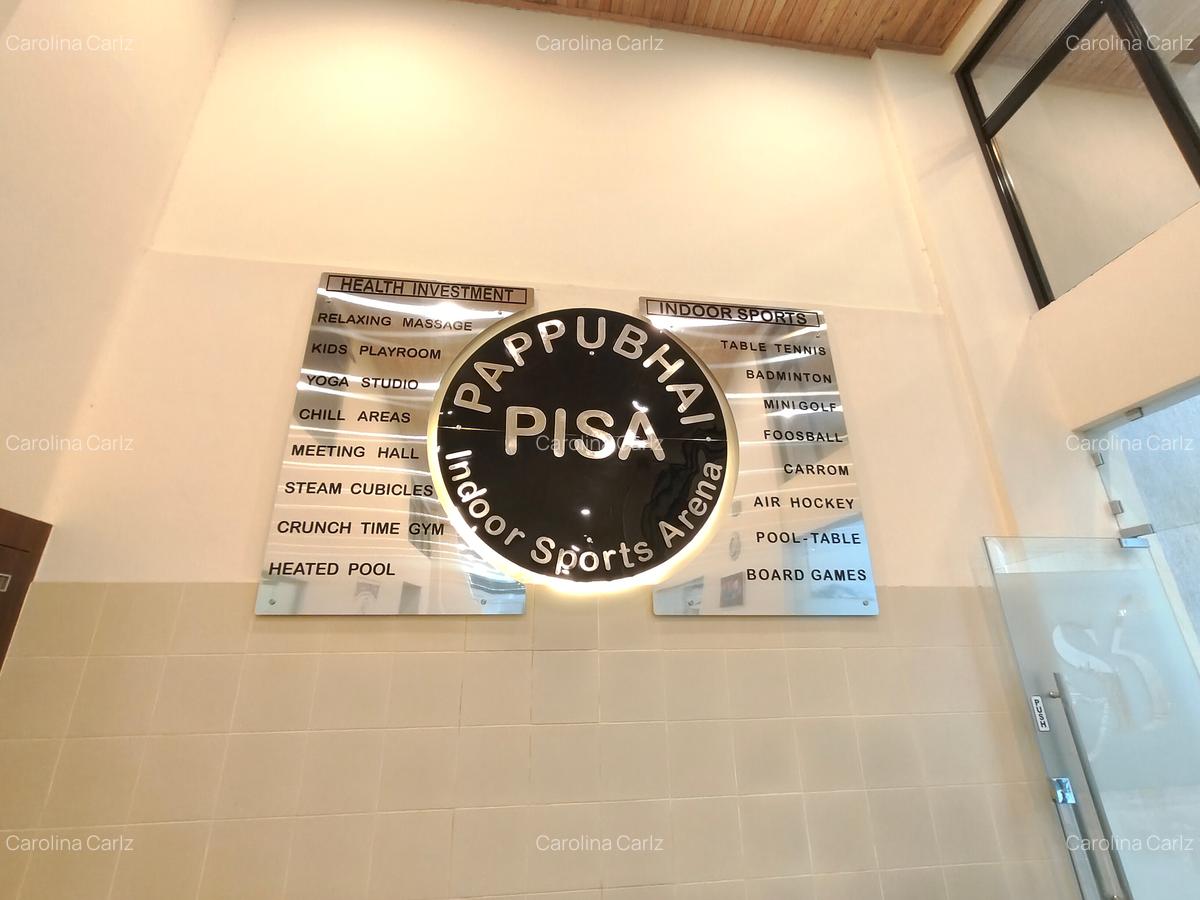 Carolina Carlz Carolina Carlz Carolina Carlz
HEALTH INVESTMENT
RELAXING MASSAGE
KIDS PLAYROOM
YOGA STUDIO
CHILL AREAS
MEETING HALL
STEAM CUBICLES
CRUNCH TIME GYM
HEATED POOL
PAPPUBHAI
PISA
Indoor Sports Arena
INDOOR SPORTS
TABLE TENNIS
BADMINTON
MINIGOLF
FOOSBALL
CARROM
AIR HOCKEY
POOL-TABLE
BOARD GAMES
Carolina Carlz Carolina Carlz Carolina Carlz
PUSH
Carolina Carlz Carolina Carlz Carolina Carlz